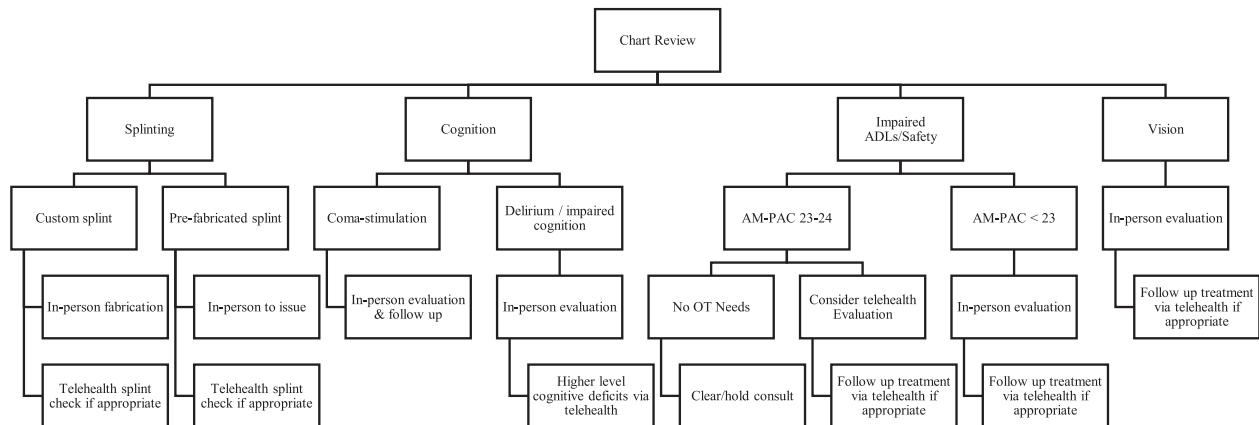 Chart Review
Splinting
Cognition
Impaired
ADLs/Safety
Vision
Custom splint
Pre-fabricated splint
Coma-stimulation
Delirium / impaired
cognition
AM-PAC 23-24
AM-PAC < 23
In-person evaluation
In-person fabrication
In-person to issue
In-person evaluation
& follow up
In-person evaluation
No OT Needs
Consider telehealth
Evaluation
In-person evaluation
Follow up treatment
via telehealth if
appropriate
Telehealth splint
check if appropriate
Telehealth splint
check if appropriate
Higher level
cognitive deficits via
telehealth
Clear/hold consult
Follow up treatment
via telehealth if
appropriate
Follow up treatment
via telehealth if
appropriate